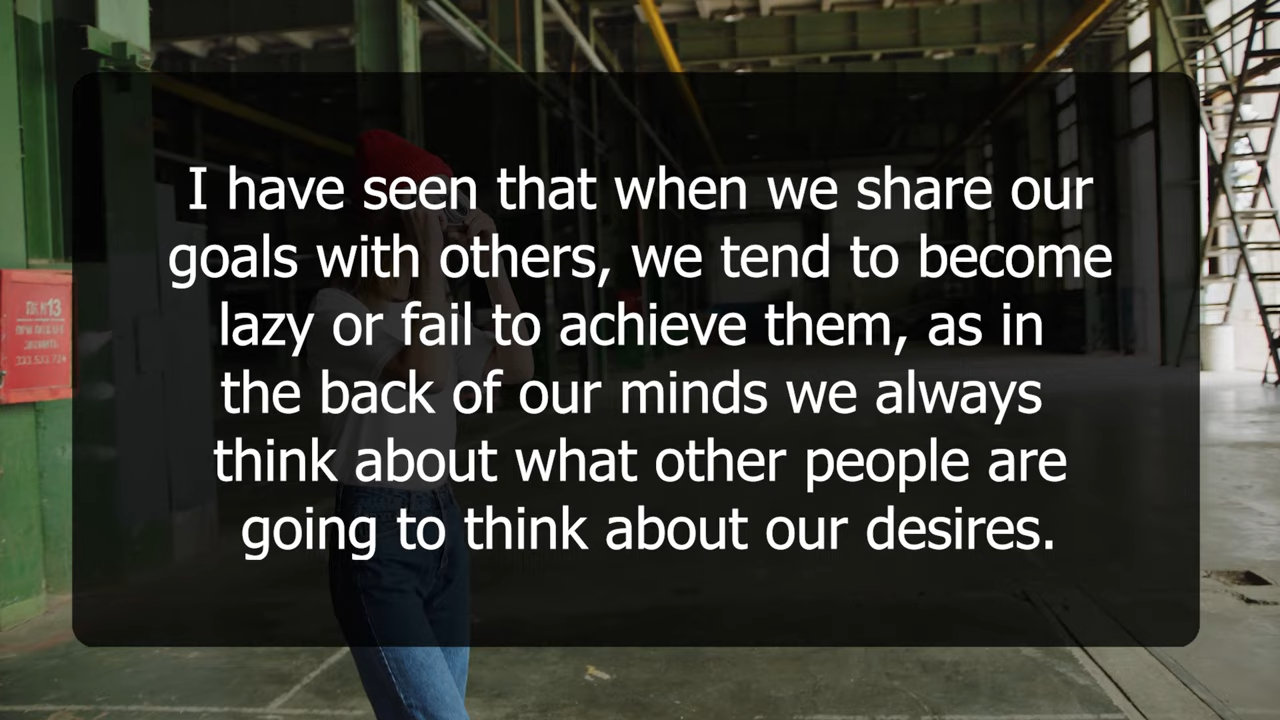 I have seen that when we share our
goals with others, we tend to become
lazy or fail to achieve them, as in
the back of our minds we always
think about what other people are
going to think about our desires.
13